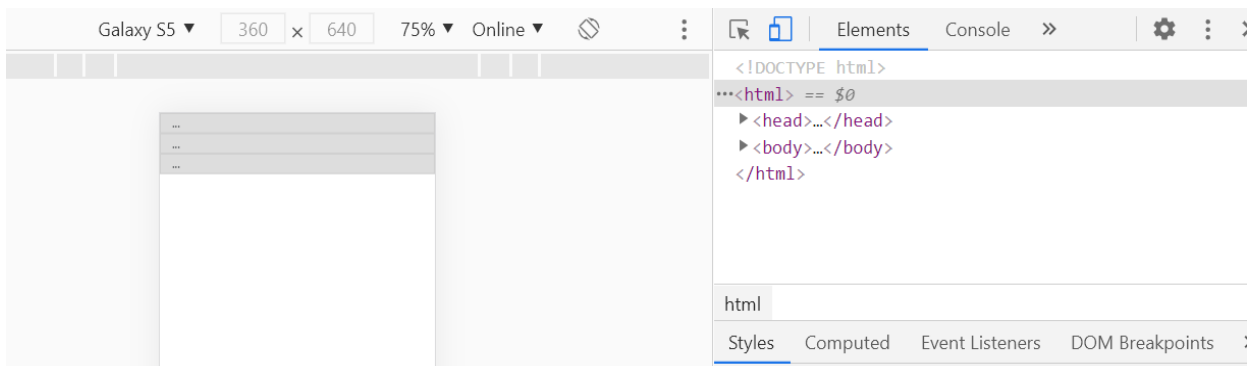 Galaxy S5 ▼ 360 × 640 75% ▼ Online ▼
Elements Console »
<!DOCTYPE html>
…<html> == $0
▶<head>…</head>
▶<body>…</body>
</html>
…
…
…
html
Styles Computed Event Listeners DOM Breakpoints